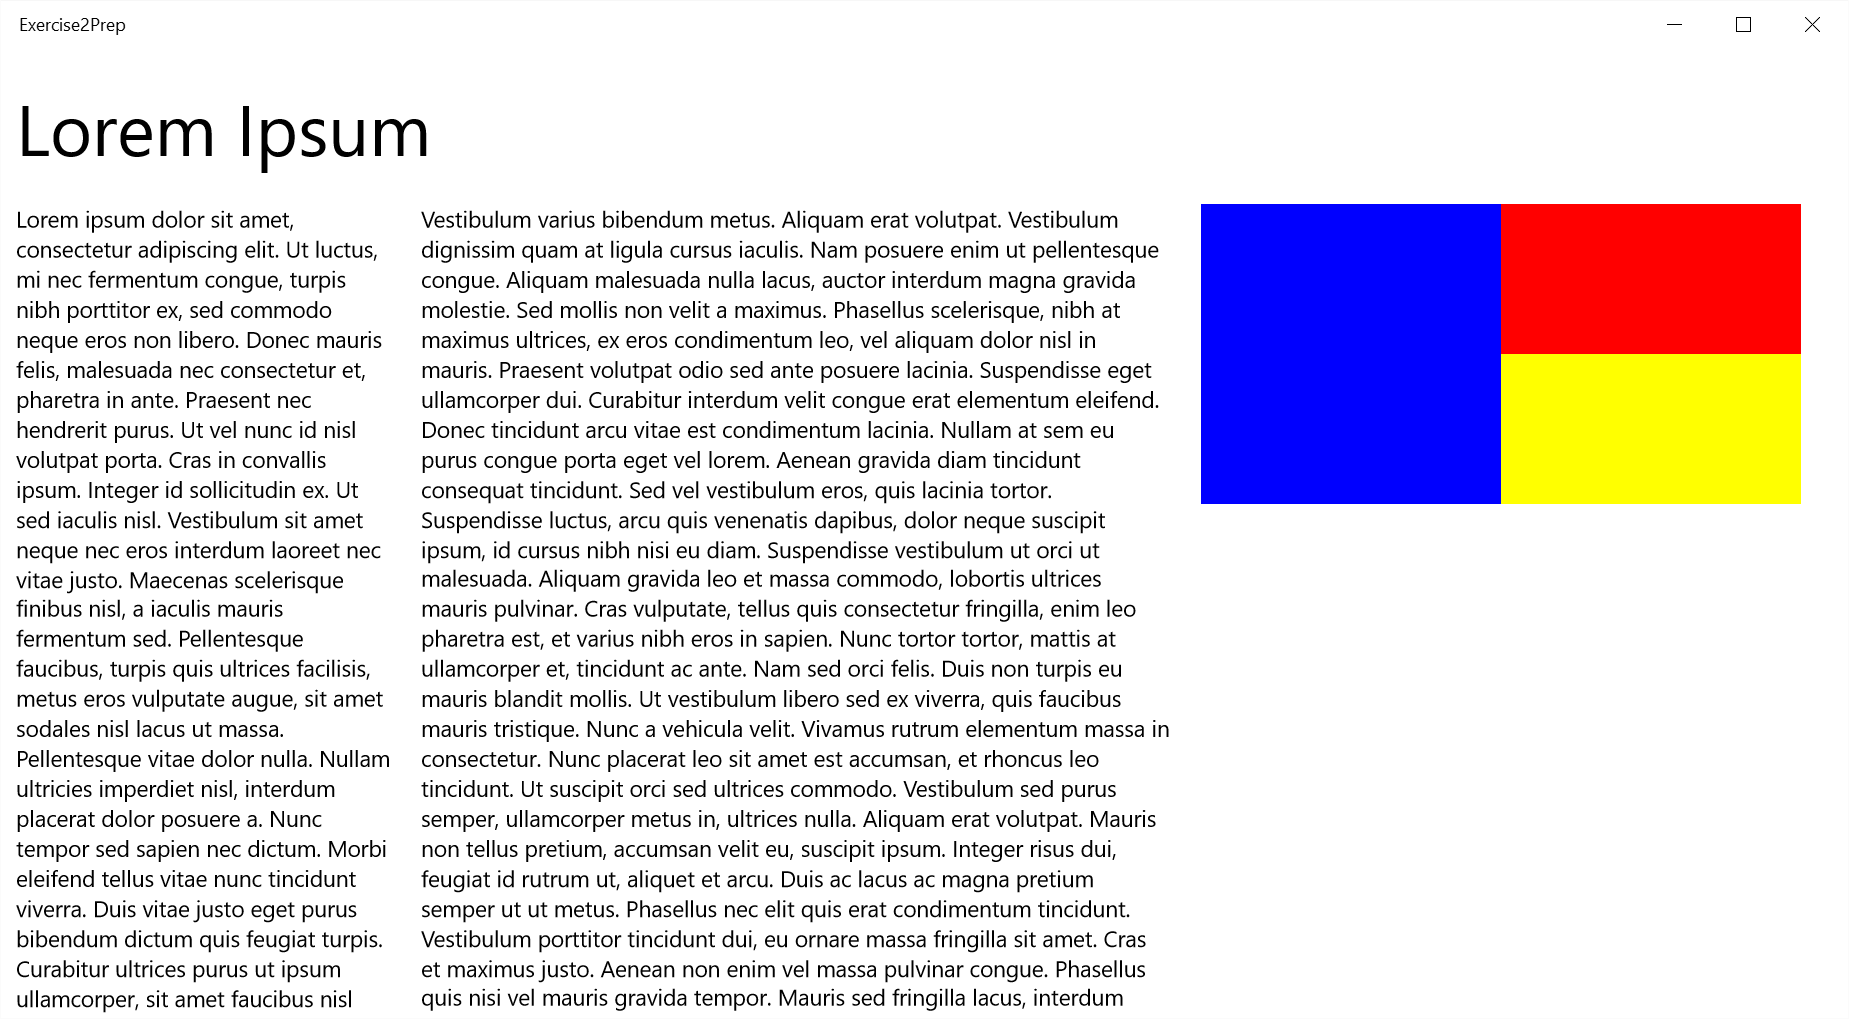 Exercise2Prep
Lorem Ipsum
Lorem ipsum dolor sit amet,
consectetur adipiscing elit. Ut luctus,
mi nec fermentum congue, turpis
nibh porttitor ex, sed commodo
neque eros non libero. Donec mauris
felis, malesuada nec consectetur et,
pharetra in ante. Praesent nec
hendrerit purus. Ut vel nunc id nisl
volutpat porta. Cras in convallis
ipsum. Integer id sollicitudin ex. Ut
sed iaculis nisl. Vestibulum sit amet
neque nec eros interdum laoreet nec
vitae justo. Maecenas scelerisque
finibus nisl, a iaculis mauris
fermentum sed. Pellentesque
faucibus, turpis quis ultrices facilisis,
metus eros vulputate augue, sit amet
sodales nisl lacus ut massa.
Pellentesque vitae dolor nulla. Nullam
ultricies imperdiet nisl, interdum
placerat dolor posuere a. Nunc
tempor sed sapien nec dictum. Morbi
eleifend tellus vitae nunc tincidunt
viverra. Duis vitae justo eget purus
bibendum dictum quis feugiat turpis.
Curabitur ultrices purus ut ipsum
ullamcorper, sit amet faucibus nisl
Vestibulum varius bibendum metus. Aliquam erat volutpat. Vestibulum
dignissim quam at ligula cursus iaculis. Nam posuere enim ut pellentesque
congue. Aliquam malesuada nulla lacus, auctor interdum magna gravida
molestie. Sed mollis non velit a maximus. Phasellus scelerisque, nibh at
maximus ultrices, ex eros condimentum leo, vel aliquam dolor nisl in
mauris. Praesent volutpat odio sed ante posuere lacinia. Suspendisse eget
ullamcorper dui. Curabitur interdum velit congue erat elementum eleifend.
Donec tincidunt arcu vitae est condimentum lacinia. Nullam at sem eu
purus congue porta eget vel lorem. Aenean gravida diam tincidunt
consequat tincidunt. Sed vel vestibulum eros, quis lacinia tortor.
Suspendisse luctus, arcu quis venenatis dapibus, dolor neque suscipit
ipsum, id cursus nibh nisi eu diam. Suspendisse vestibulum ut orci ut
malesuada. Aliquam gravida leo et massa commodo, lobortis ultrices
mauris pulvinar. Cras vulputate, tellus quis consectetur fringilla, enim leo
pharetra est, et varius nibh eros in sapien. Nunc tortor tortor, mattis at
ullamcorper et, tincidunt ac ante. Nam sed orci felis. Duis non turpis eu
mauris blandit mollis. Ut vestibulum libero sed ex viverra, quis faucibus
mauris tristique. Nunc a vehicula velit. Vivamus rutrum elementum massa in
consectetur. Nunc placerat leo sit amet est accumsan, et rhoncus leo
tincidunt. Ut suscipit orci sed ultrices commodo. Vestibulum sed purus
semper, ullamcorper metus in, ultrices nulla. Aliquam erat volutpat. Mauris
non tellus pretium, accumsan velit eu, suscipit ipsum. Integer risus dui,
feugiat id rutrum ut, aliquet et arcu. Duis ac lacus ac magna pretium
semper ut ut metus. Phasellus nec elit quis erat condimentum tincidunt.
Vestibulum porttitor tincidunt dui, eu ornare massa fringilla sit amet. Cras
et maximus justo. Aenean non enim vel massa pulvinar congue. Phasellus
quis nisi vel mauris gravida tempor. Mauris sed fringilla lacus, interdum